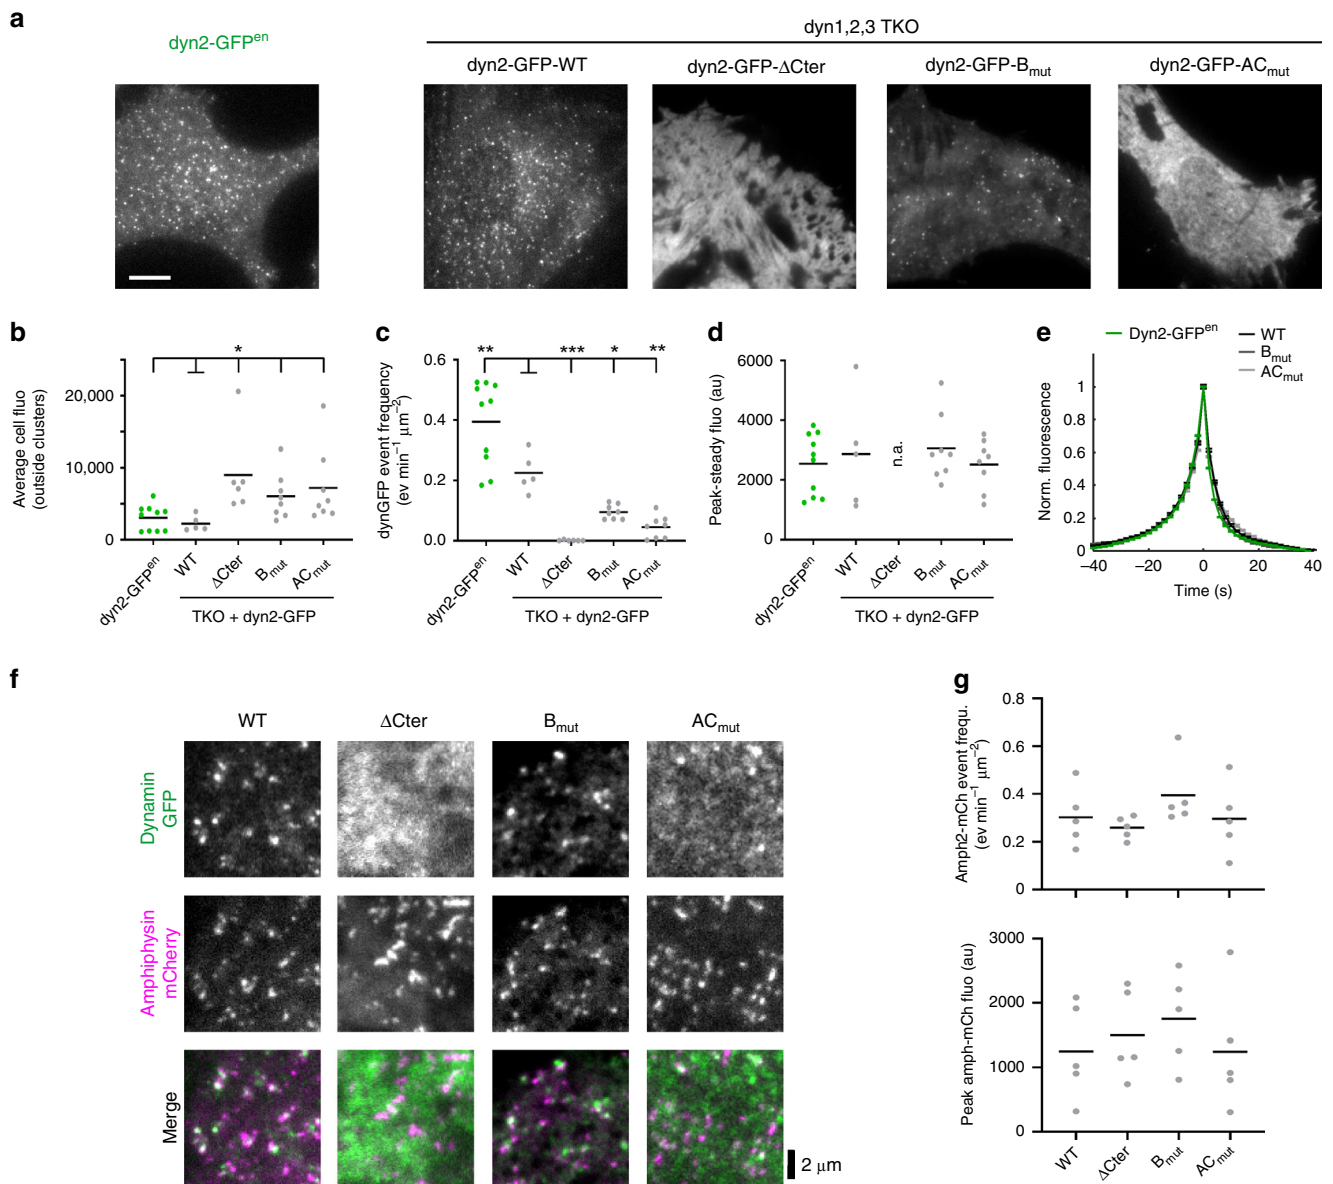 a
dyn2-GFPen
dyn1,2,3 TKO
dyn2-GFP-WT
dyn2-GFP-ΔCter
dyn2-GFP-Bmut
dyn2-GFP-ACmut
b
Average cell fluo
(outside clusters)
20,000
10,000
0
*
dyn2-GFPen
WT
ΔCter
Bmut
ACmut
TKO + dyn2-GFP
c
dynGFP event frequency
(ev min−1 μm−2)
0.6
0.4
0.2
0.0
**
***
*
**
dyn2-GFPen
WT
ΔCter
Bmut
ACmut
TKO + dyn2-GFP
d
Peak-steady fluo (au)
6000
4000
2000
0
n.a.
dyn2-GFPen
WT
ΔCter
Bmut
ACmut
TKO + dyn2-GFP
e
Dyn2-GFPen
WT
Bmut
ACmut
Norm. fluorescence
1
0.8
0.6
0.4
0.2
0
−40
−20
0
20
40
Time (s)
f
WT
ΔCter
Bmut
ACmut
Dynamin
GFP
Amphiphysin
mCherry
Merge
2 μm
g
Amph2-mCh event frequ.
(ev min−1 μm−2)
0.8
0.6
0.4
0.2
0
Peak amph-mCh fluo (au)
3000
2000
1000
0
WT
ΔCter
Bmut
ACmut